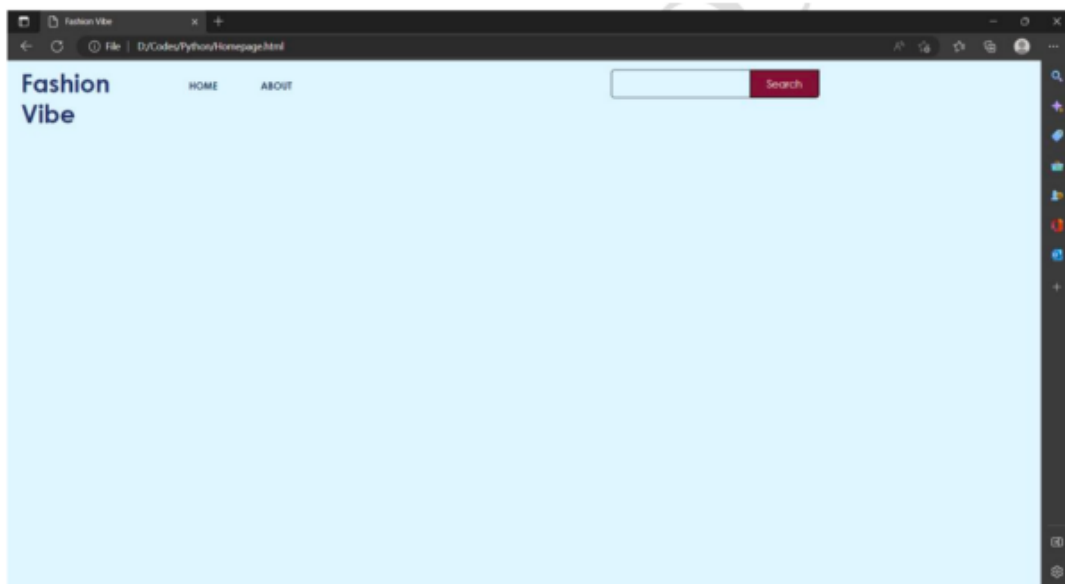 Fashion Vibe
File | D:/Codes/Python/Homepage.html
Fashion
Vibe
HOME
ABOUT
Search